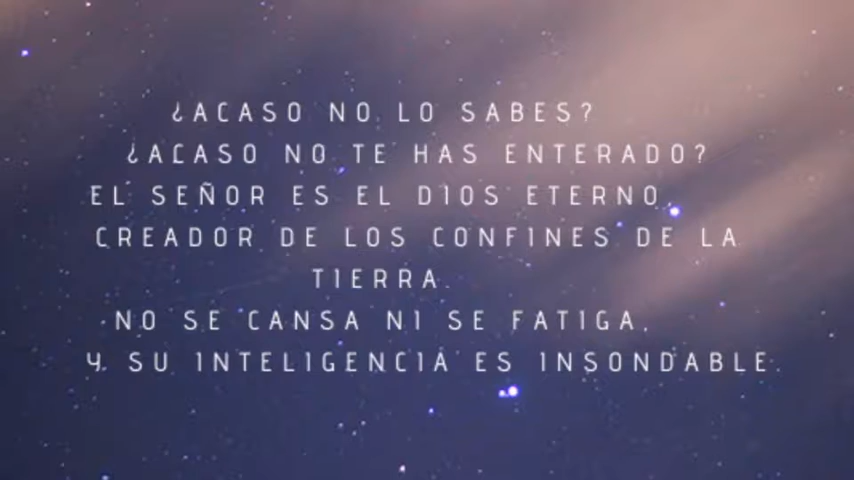 ¿ACASO NO LO SABES?
¿ACASO NO TE HAS ENTERADO?
EL SEÑOR ES EL DIOS ETERNO,
CREADOR DE LOS CONFINES DE LA
TIERRA.
NO SE CANSA NI SE FATIGA,
Y SU INTELIGENCIA ES INSONDABLE.